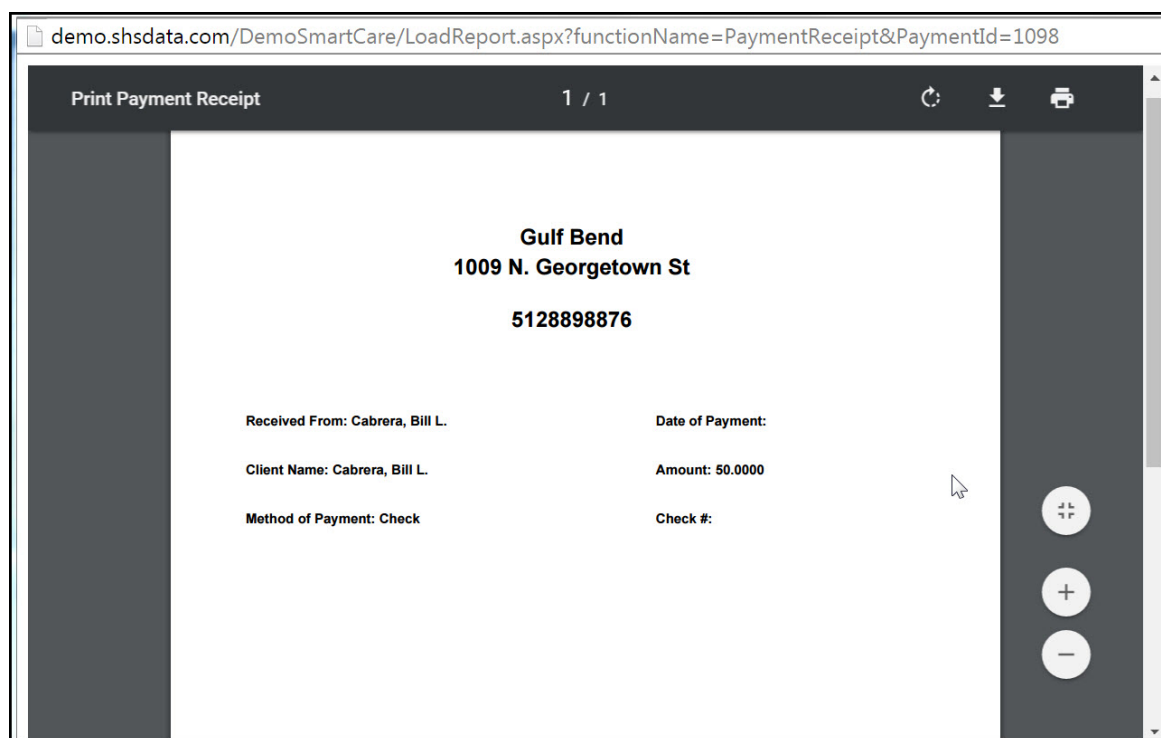 demo.shsdata.com/DemoSmartCare/LoadReport.aspx?functionName=PaymentReceipt&PaymentId=1098
Print Payment Receipt 1 / 1
Gulf Bend
1009 N. Georgetown St
5128898876
Received From: Cabrera, Bill L. Date of Payment:
Client Name: Cabrera, Bill L. Amount: 50.0000
Method of Payment: Check Check #: